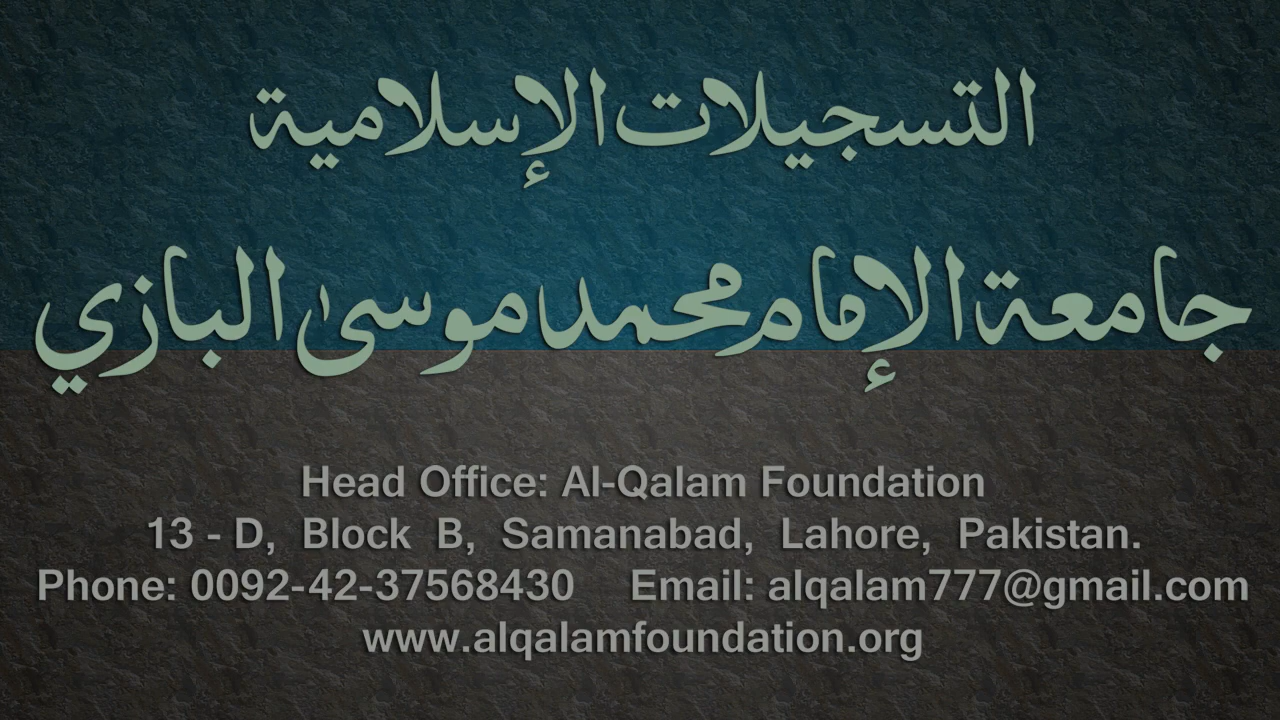 التسجيلات الإسلامية
جامعة الإمام محمد موسىٰ البازي
Head Office: Al-Qalam Foundation
13 - D, Block B, Samanabad, Lahore, Pakistan.
Phone: 0092-42-37568430 Email: alqalam777@gmail.com
www.alqalamfoundation.org